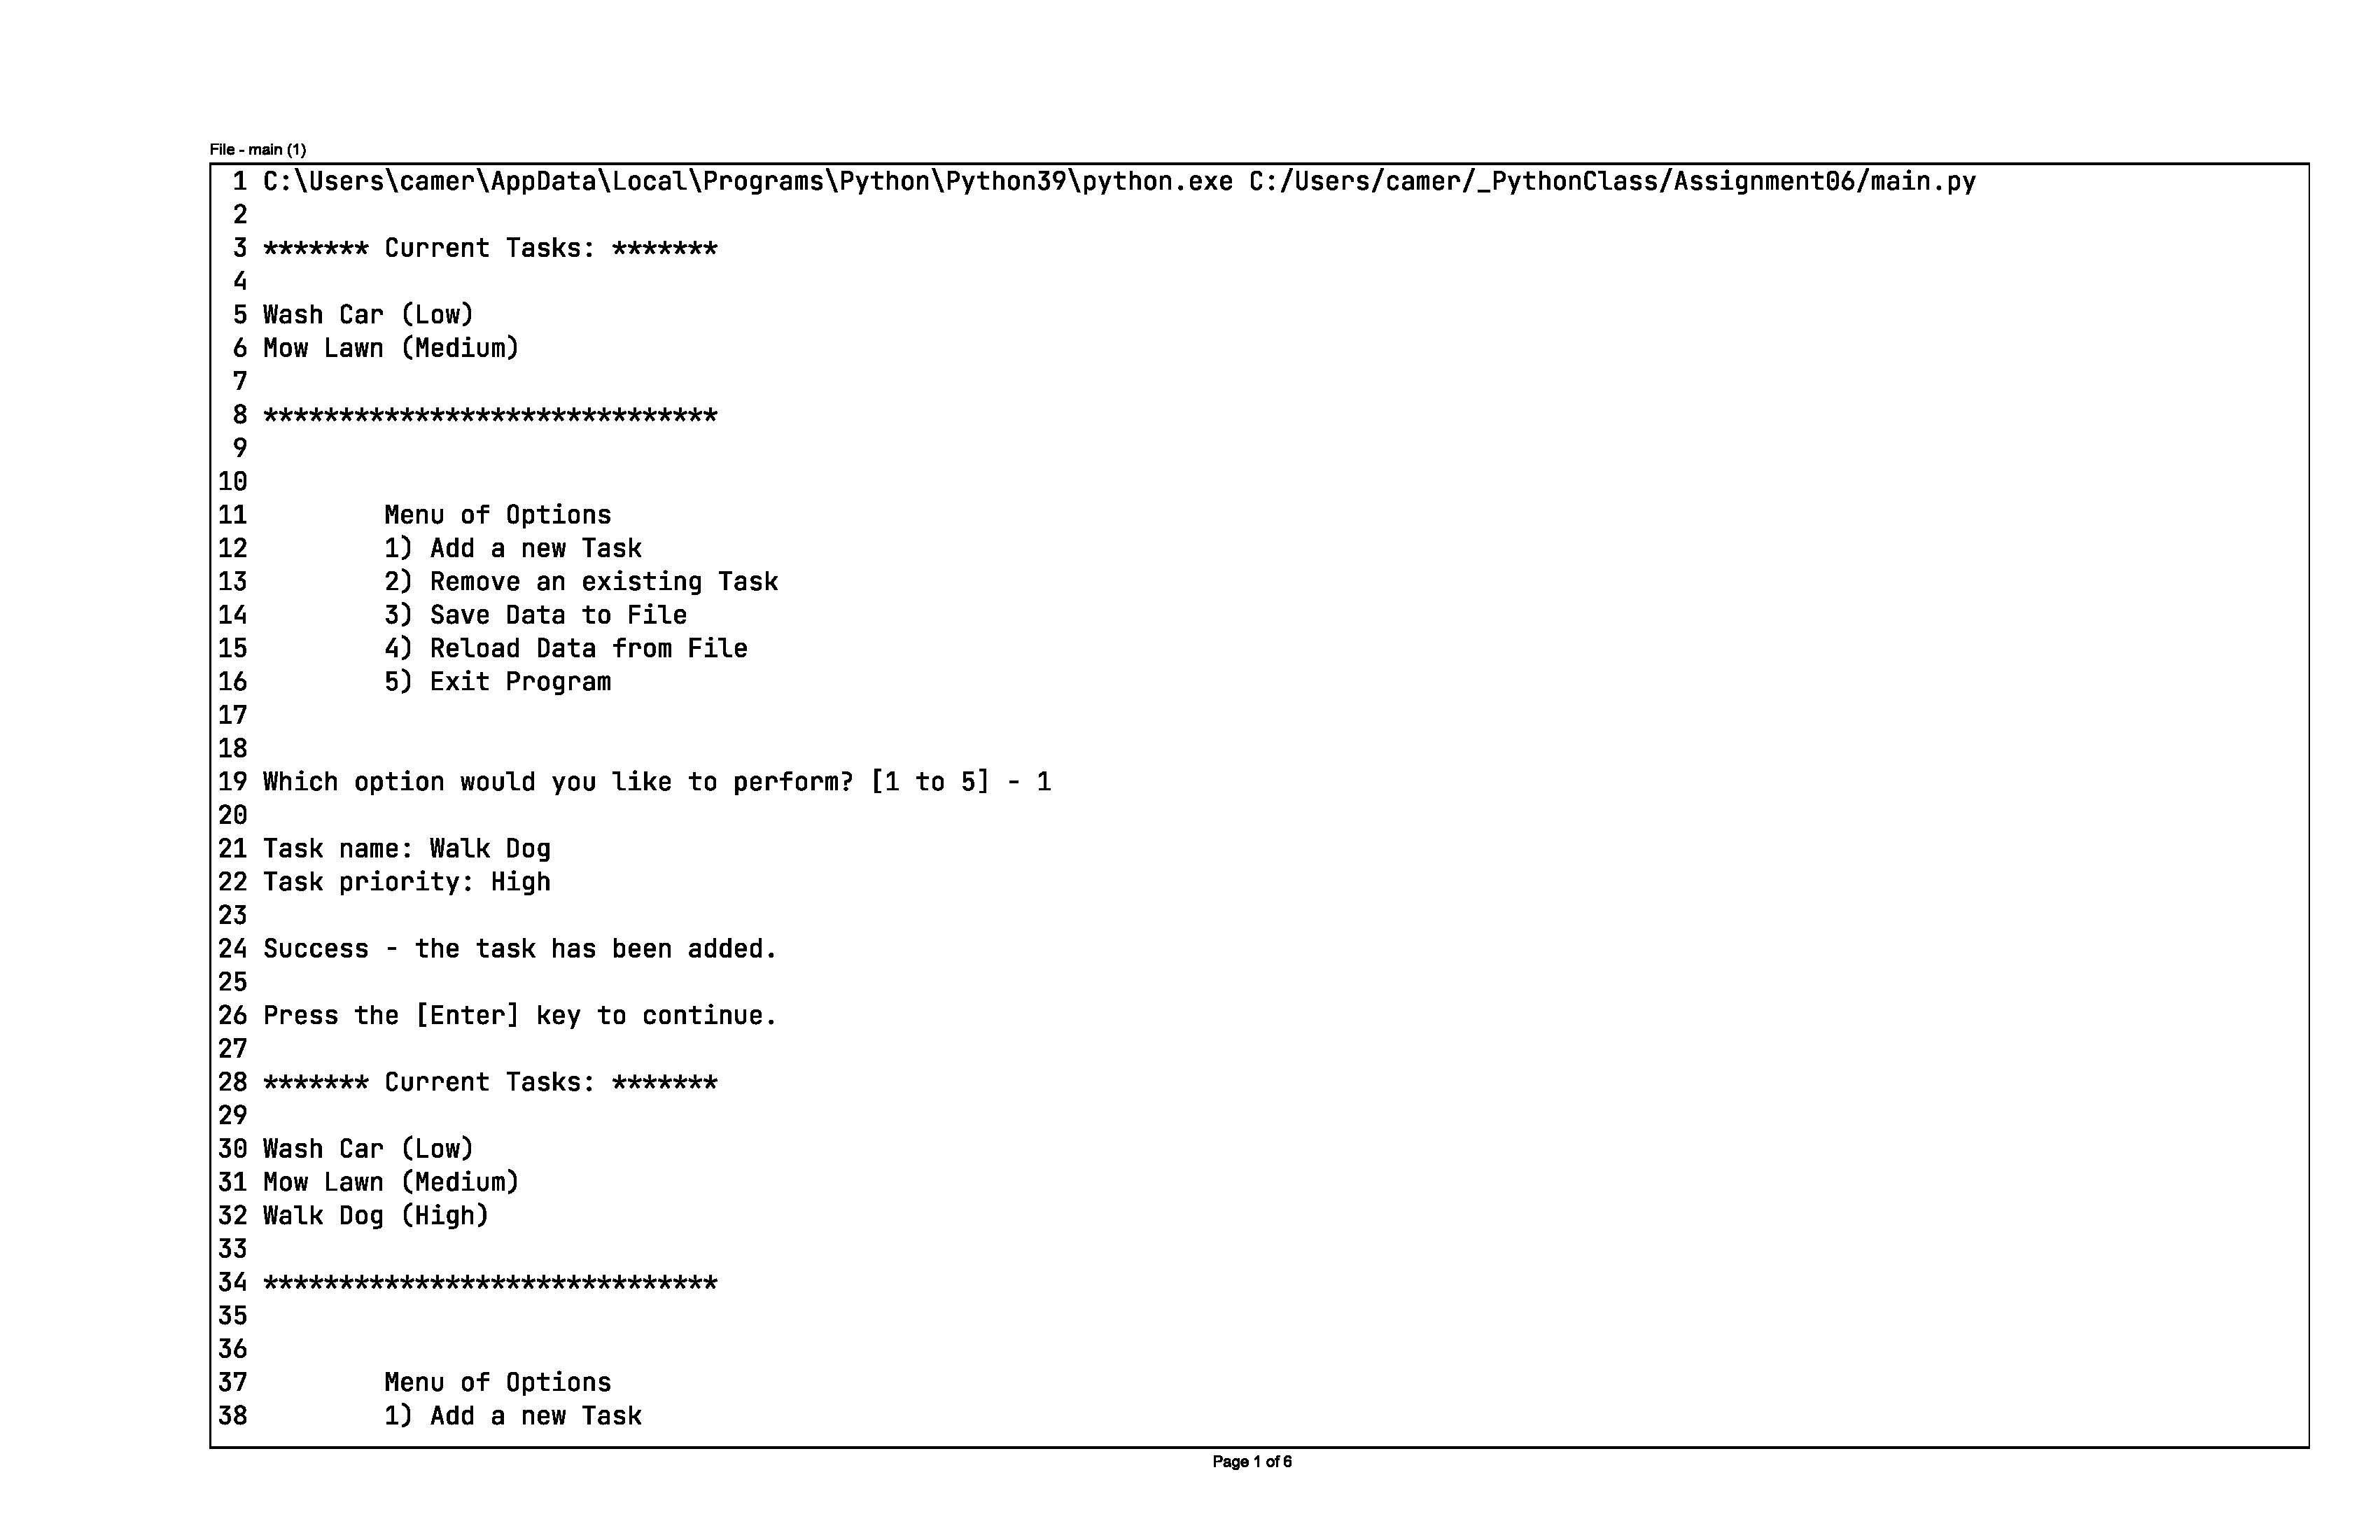 File - main (1)
1 C:\Users\camer\AppData\Local\Programs\Python\Python39\python.exe C:/Users/camer/_PythonClass/Assignment06/main.py
2
3 ******* Current Tasks: *******
4
5 Wash Car (Low)
6 Mow Lawn (Medium)
7
8 ******************************
9
10
11         Menu of Options
12         1) Add a new Task
13         2) Remove an existing Task
14         3) Save Data to File
15         4) Reload Data from File
16         5) Exit Program
17
18
19 Which option would you like to perform? [1 to 5] - 1
20
21 Task name: Walk Dog
22 Task priority: High
23
24 Success - the task has been added.
25
26 Press the [Enter] key to continue.
27
28 ******* Current Tasks: *******
29
30 Wash Car (Low)
31 Mow Lawn (Medium)
32 Walk Dog (High)
33
34 ******************************
35
36
37         Menu of Options
38         1) Add a new Task
Page 1 of 6